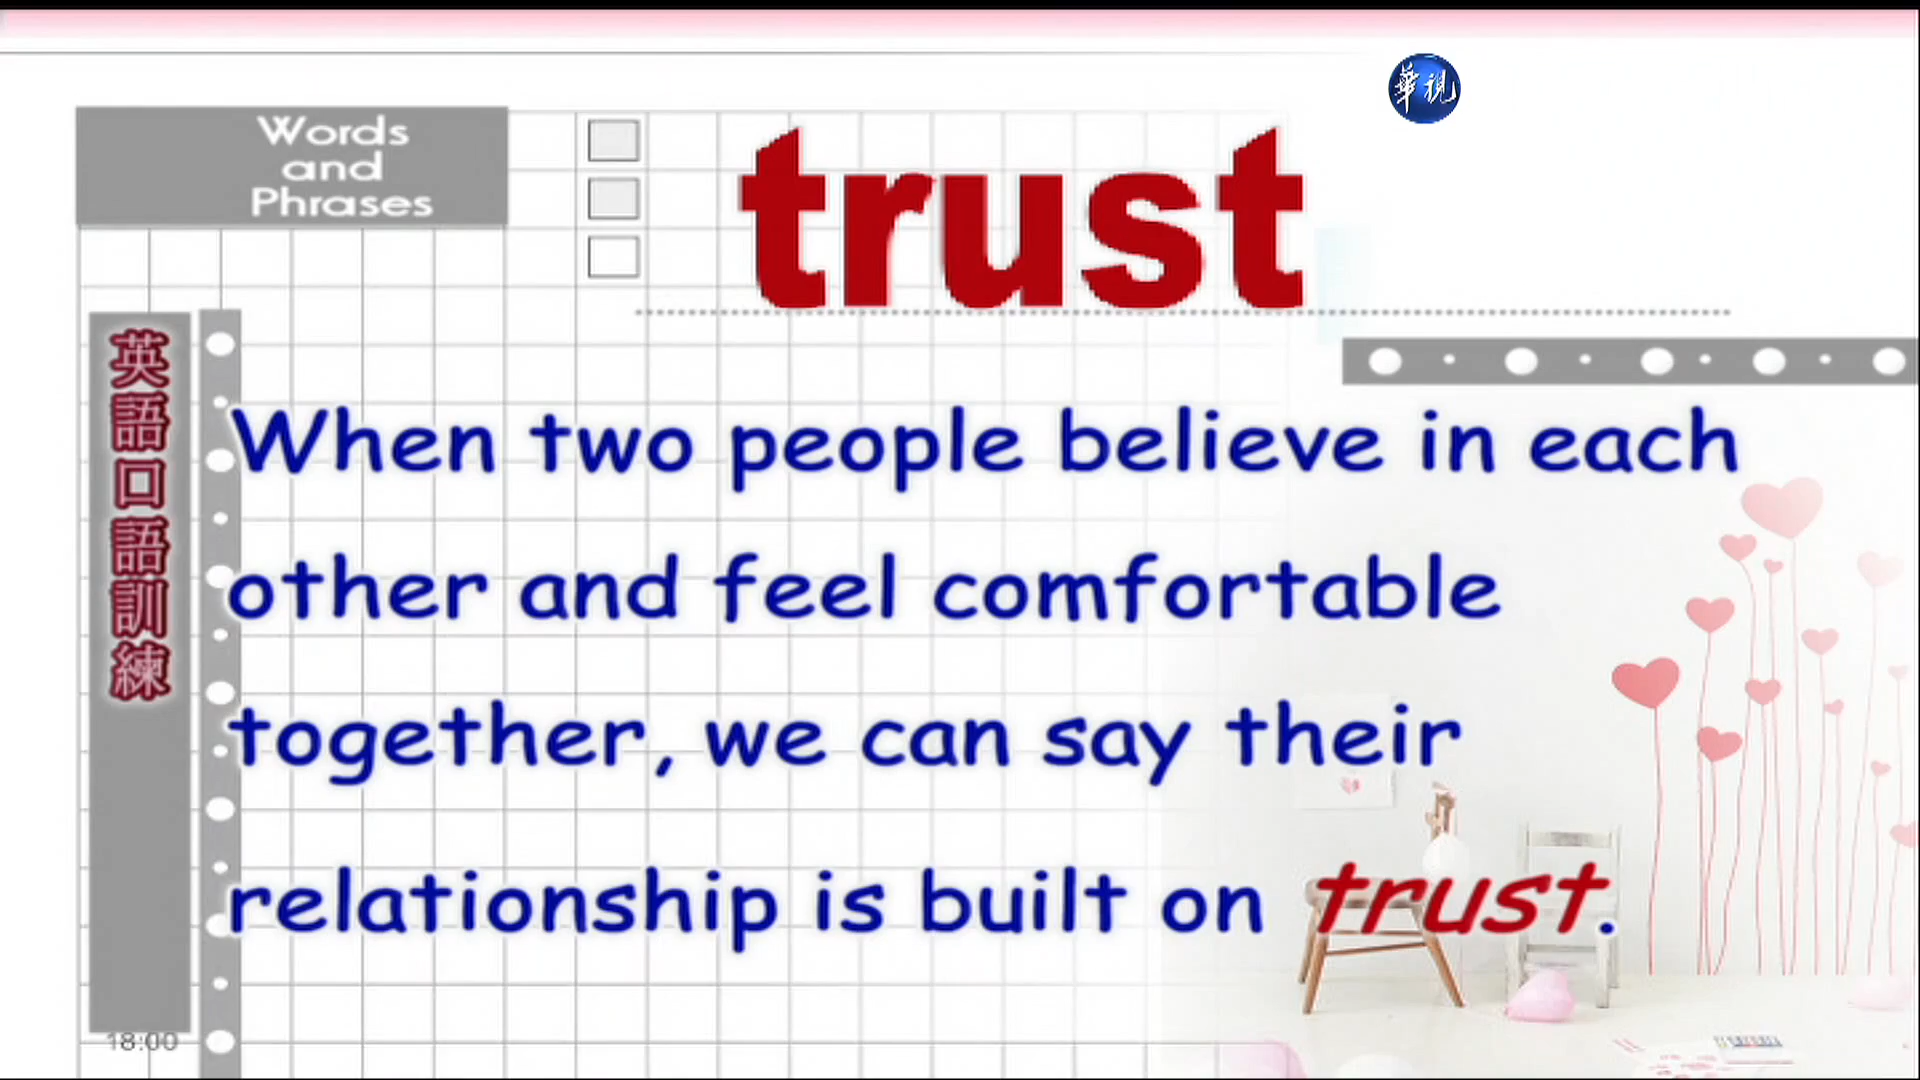 華視
Words
and
Phrases
trust
英語口語訓練
When two people believe in each
other and feel comfortable
together, we can say their
relationship is built on trust.
18:00